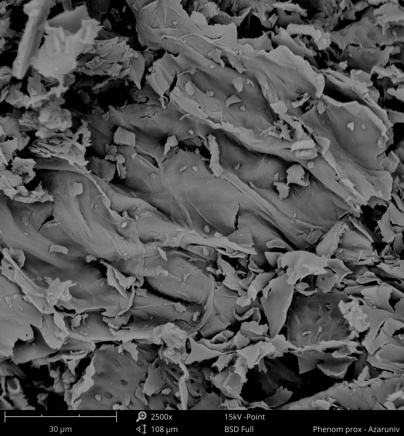 2500x 15kV -Point
30 µm 108 µm BSD Full Phenom prox - Azaruniv